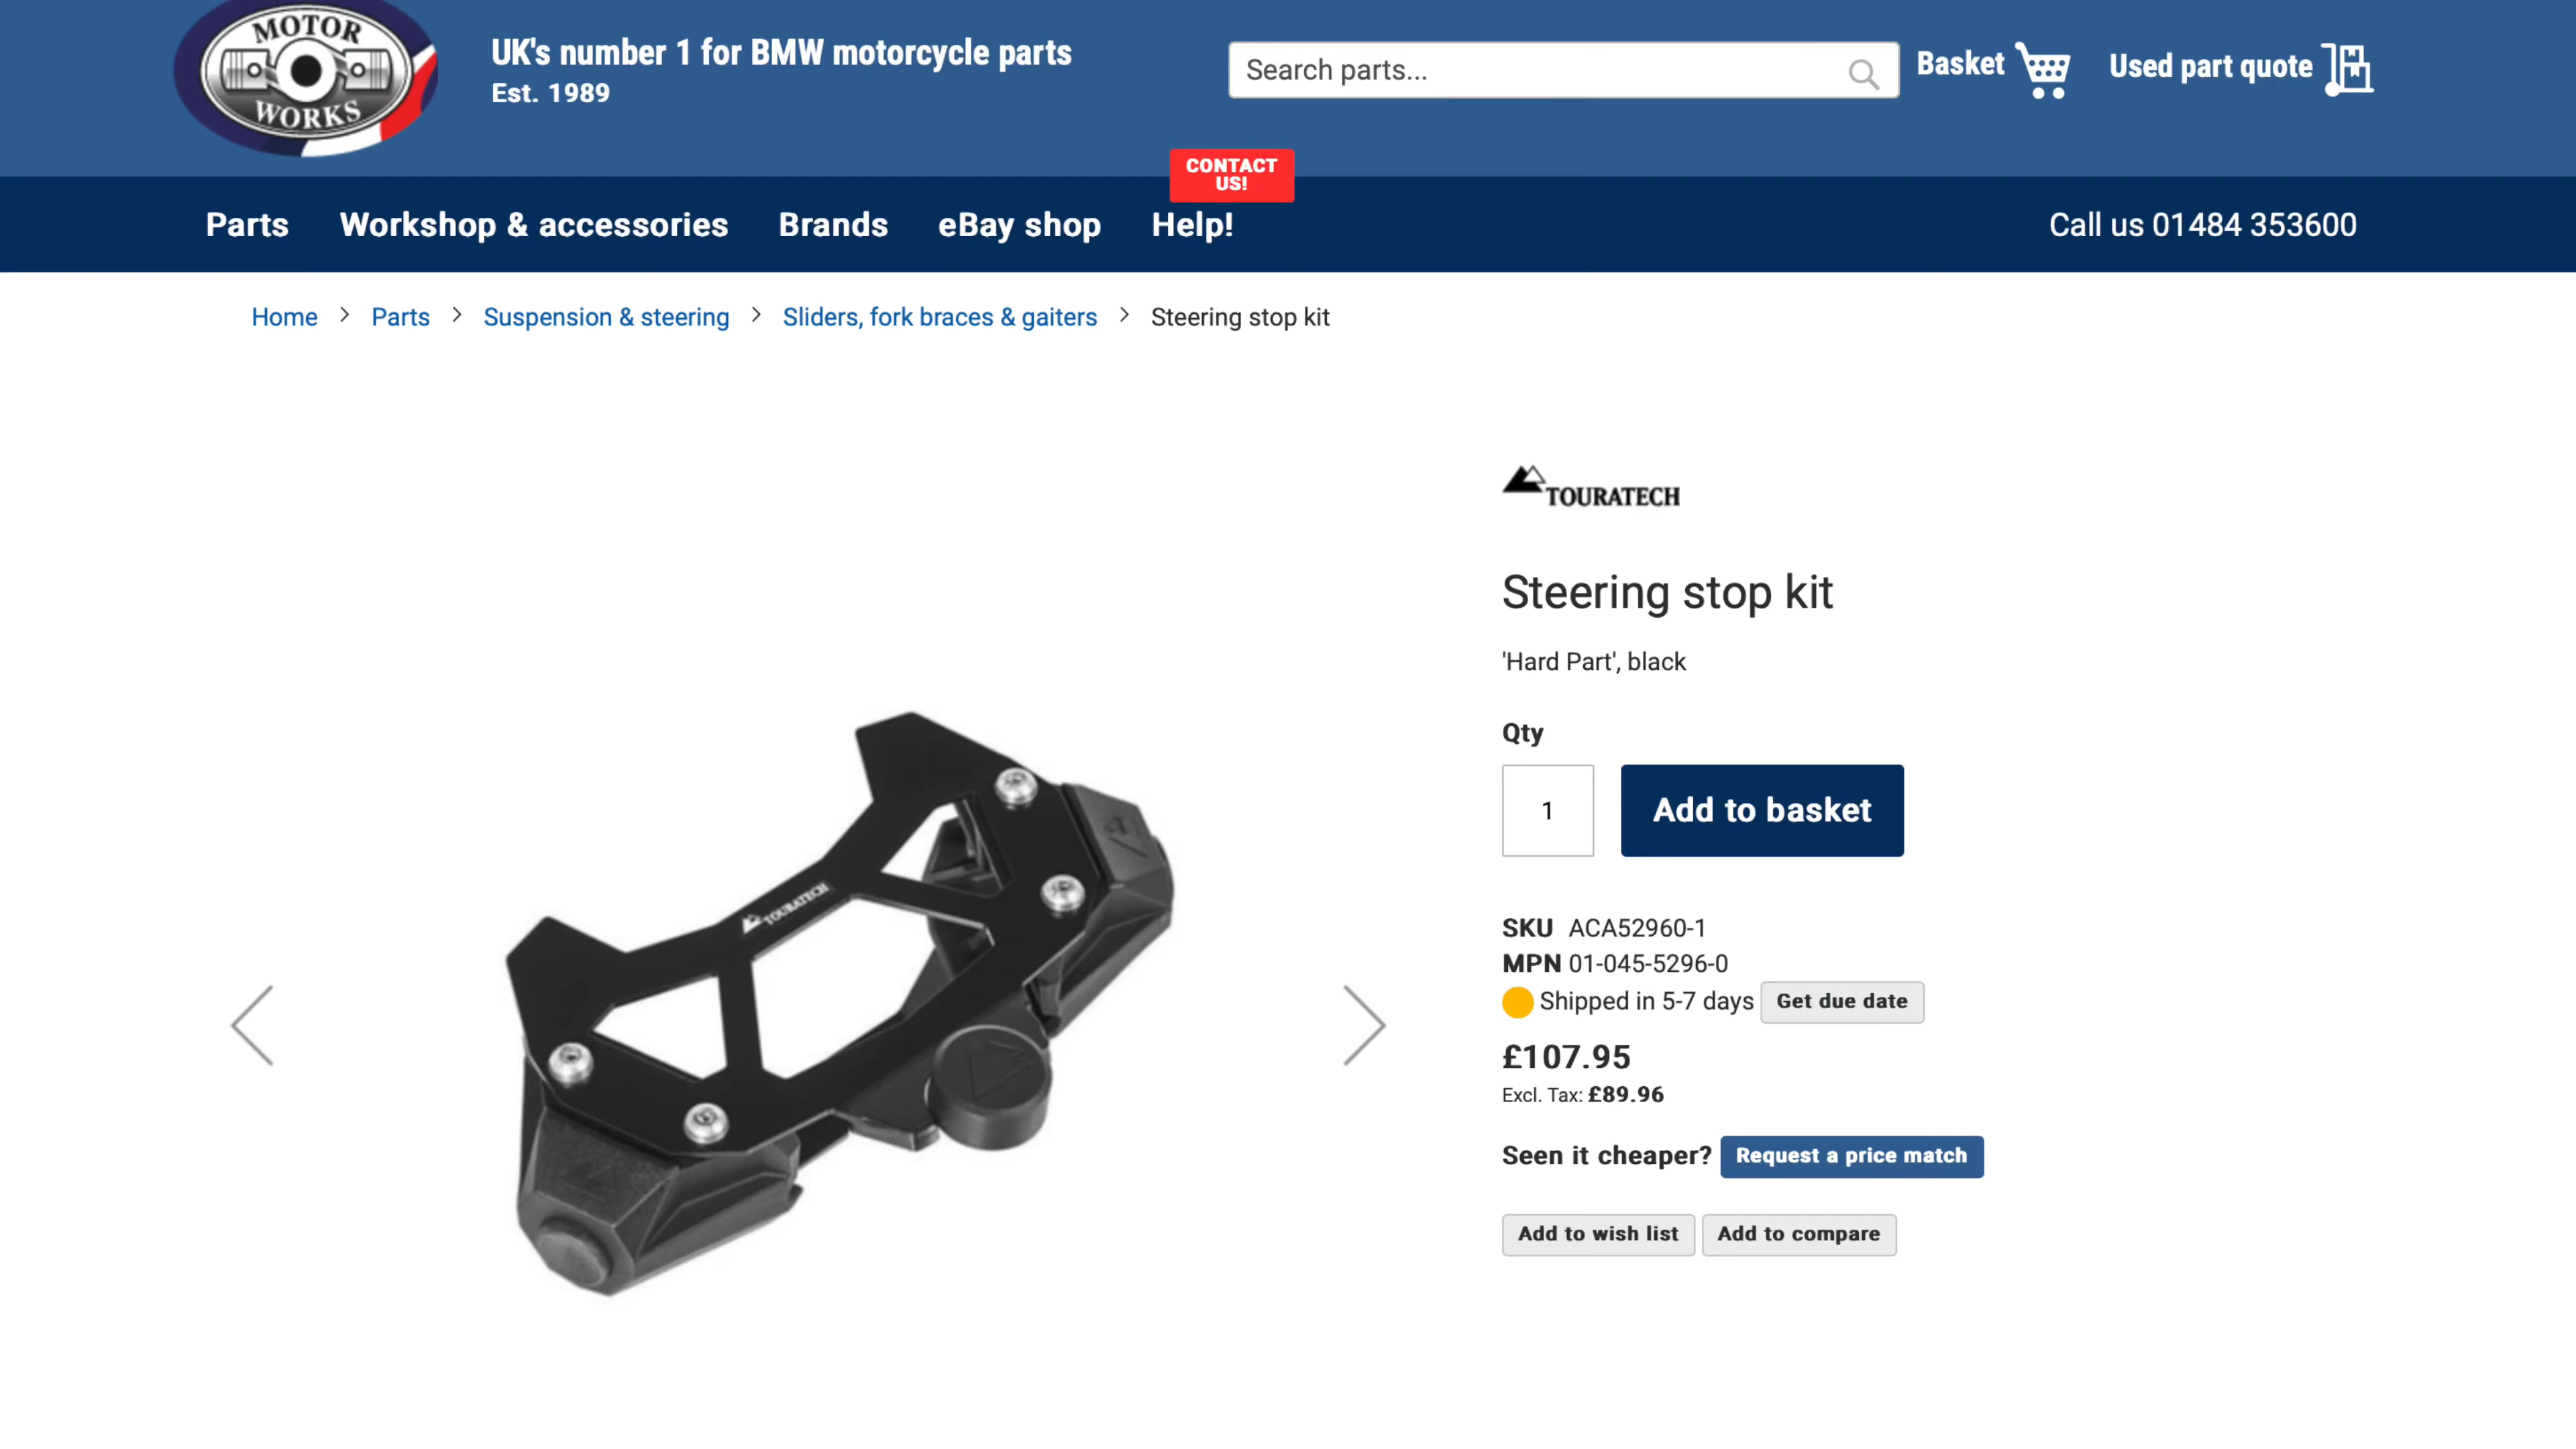 MOTOR
WORKS
UK's number 1 for BMW motorcycle parts
Est. 1989
Search parts...
Basket
Used part quote
CONTACT
US!
Parts
Workshop & accessories
Brands
eBay shop
Help!
Call us 01484 353600
Home > Parts > Suspension & steering > Sliders, fork braces & gaiters > Steering stop kit
TOURATECH
Steering stop kit
'Hard Part', black
Qty
1
Add to basket
TOURATECH
SKU ACA52960-1
MPN 01-045-5296-0
Shipped in 5-7 days
Get due date
£107.95
Excl. Tax: £89.96
Seen it cheaper?
Request a price match
Add to wish list
Add to compare